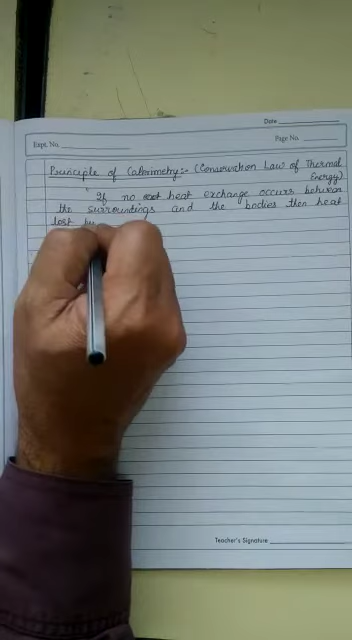 Date
Expt. No.
Page No.
Principle of Calorimetry:- (Conservation Law of Thermal
Energy)
"If no heat exchange occurs between
the surroundings and the bodies then heat
lost by
Teacher's Signature